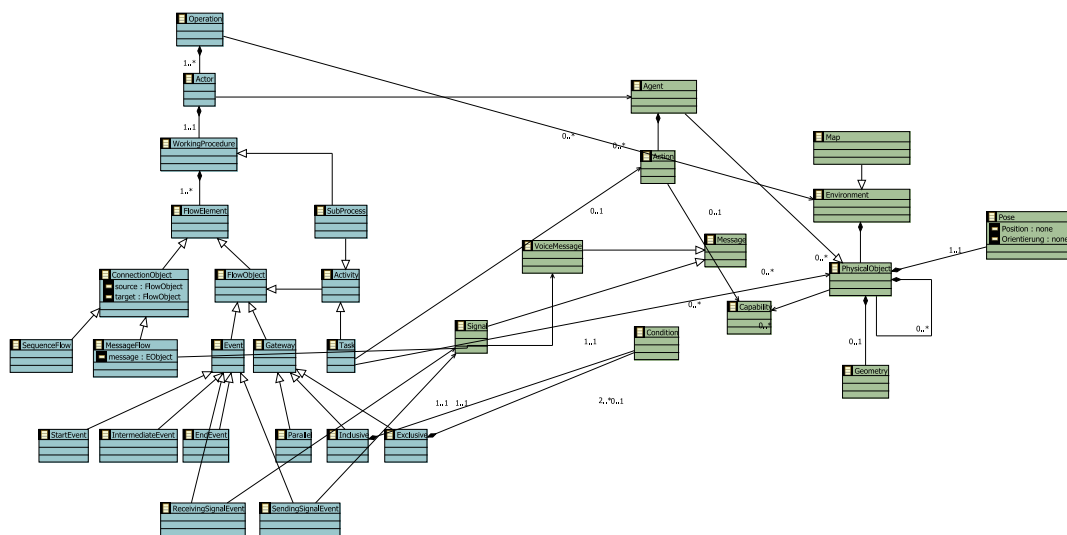 Operation
1..*
Actor
Agent
1..1
0..*
0..*
Map
WorkingProcedure
Action
1..*
Environment
FlowElement
SubProcess
0..1
0..1
Pose
Position : none
Orientierung : none
VoiceMessage
Message
1..1
0..*
PhysicalObject
ConnectionObject
source : FlowObject
target : FlowObject
FlowObject
Activity
0..*
0..*
Capability
Signal
0..*
0..*
SequenceFlow
MessageFlow
message : EObject
Event
Gateway
Task
Condition
1..1
0..1
Geometry
1..1
1..1
2..*
0..1
StartEvent
IntermediateEvent
EndEvent
Paralle
Inclusive
Exclusive
ReceivingSignalEvent
SendingSignalEvent